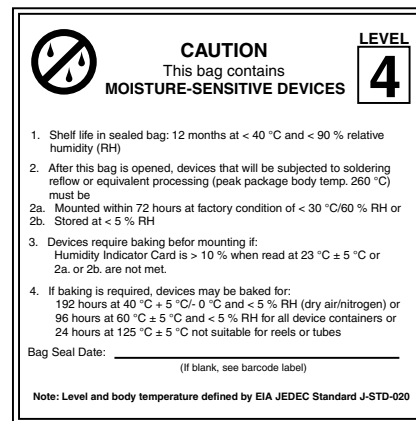 LEVEL
4
CAUTION
This bag contains
MOISTURE-SENSITIVE DEVICES
1. Shelf life in sealed bag: 12 months at < 40 °C and < 90 % relative
humidity (RH)
2. After this bag is opened, devices that will be subjected to soldering
reflow or equivalent processing (peak package body temp. 260 °C)
must be
2a. Mounted within 72 hours at factory condition of < 30 °C/60 % RH or
2b. Stored at < 5 % RH
3. Devices require baking befor mounting if:
Humidity Indicator Card is > 10 % when read at 23 °C ± 5 °C or
2a. or 2b. are not met.
4. If baking is required, devices may be baked for:
192 hours at 40 °C + 5 °C/- 0 °C and < 5 % RH (dry air/nitrogen) or
96 hours at 60 °C ± 5 °C and < 5 % RH for all device containers or
24 hours at 125 °C ± 5 °C not suitable for reels or tubes
Bag Seal Date:
(If blank, see barcode label)
Note: Level and body temperature defined by EIA JEDEC Standard J-STD-020